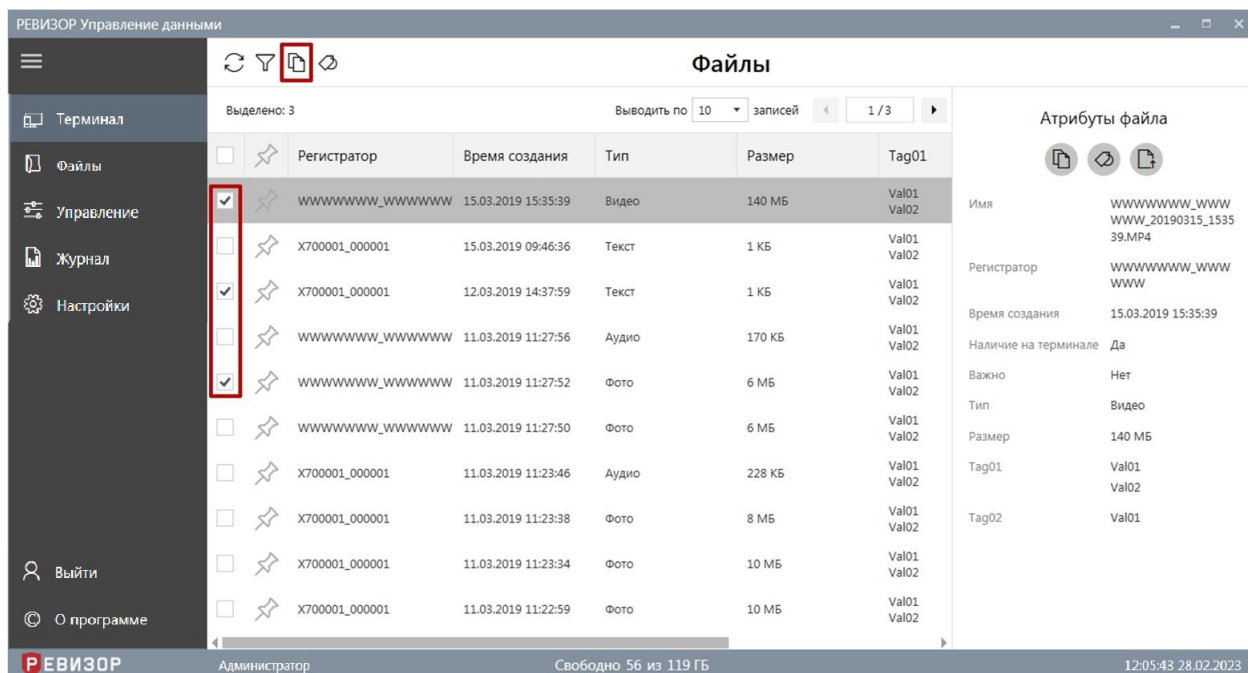 РЕВИЗОР Управление данными
Файлы
Терминал
Файлы
Управление
Журнал
Настройки
Выйти
О программе
Выделено: 3
Выводить по 10 записей 1 / 3
Регистратор Время создания Тип Размер Tag01
WWWWWWW_WWWWWW 15.03.2019 15:35:39 Видео 140 МБ Val01
Val02
X700001_000001 15.03.2019 09:46:36 Текст 1 КБ Val01
Val02
X700001_000001 12.03.2019 14:37:59 Текст 1 КБ Val01
Val02
WWWWWWW_WWWWWW 11.03.2019 11:27:56 Аудио 170 КБ Val01
Val02
WWWWWWW_WWWWWW 11.03.2019 11:27:52 Фото 6 МБ Val01
Val02
WWWWWWW_WWWWWW 11.03.2019 11:27:50 Фото 6 МБ Val01
Val02
X700001_000001 11.03.2019 11:23:46 Аудио 228 КБ Val01
Val02
X700001_000001 11.03.2019 11:23:38 Фото 8 МБ Val01
Val02
X700001_000001 11.03.2019 11:23:34 Фото 10 МБ Val01
Val02
X700001_000001 11.03.2019 11:22:59 Фото 10 МБ Val01
Val02
Атрибуты файла
Имя WWWWWWW_WWW
WWW_20190315_1535
39.MP4
Регистратор WWWWWWW_WWW
WWW
Время создания 15.03.2019 15:35:39
Наличие на терминале Да
Важно Нет
Тип Видео
Размер 140 МБ
Tag01 Val01
Val02
Tag02 Val01
РЕВИЗОР Администратор Свободно 56 из 119 ГБ 12:05:43 28.02.2023